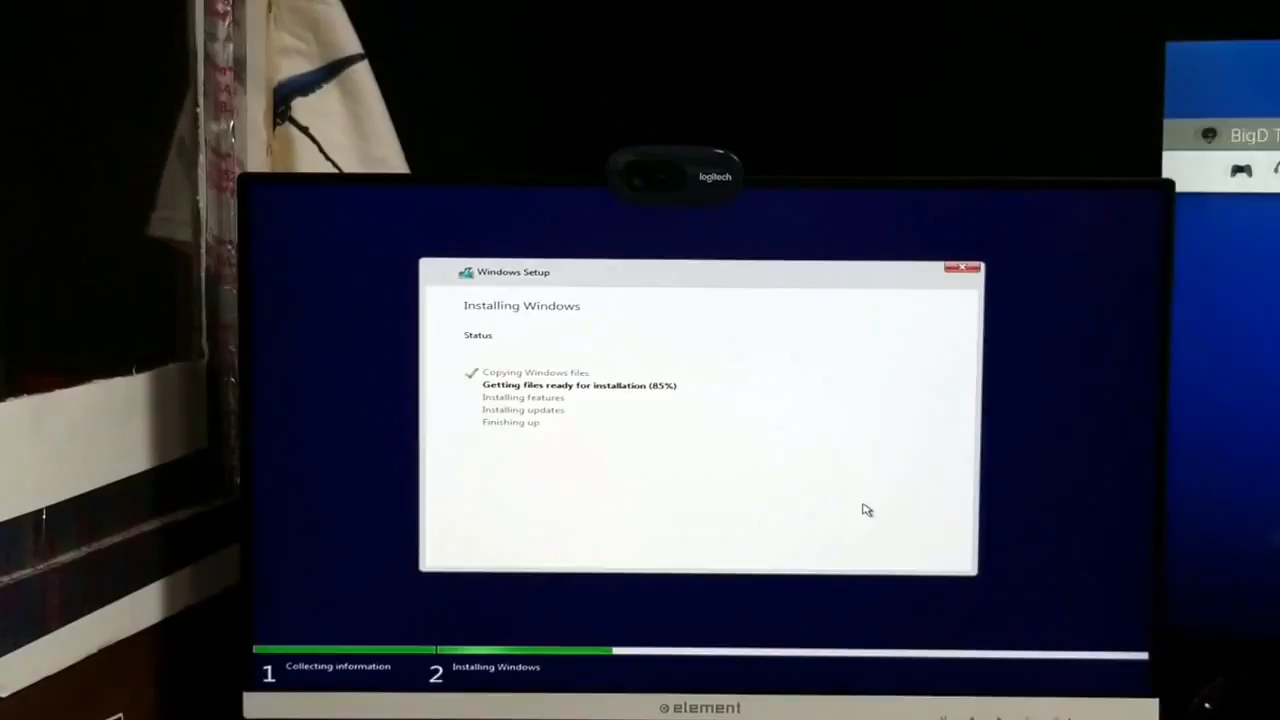 BigD T
logitech
Windows Setup
Installing Windows
Status
Copying Windows files
Getting files ready for installation (85%)
Installing features
Installing updates
Finishing up
1 Collecting information
2 Installing Windows
element